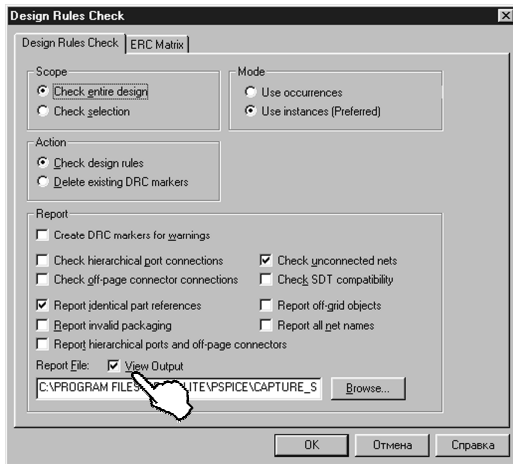 Design Rules Check
Design Rules Check ERC Matrix
Scope
Check entire design
Check selection
Mode
Use occurrences
Use instances (Preferred)
Action
Check design rules
Delete existing DRC markers
Report
Create DRC markers for warnings
Check hierarchical port connections
Check unconnected nets
Check off-page connector connections
Check SDT compatibility
Report identical part references
Report off-grid objects
Report invalid packaging
Report all net names
Report hierarchical ports and off-page connectors
Report File: View Output
C:\PROGRAM FILES LITE\PSPICE\CAPTURE_S Browse...
OK Отмена Справка